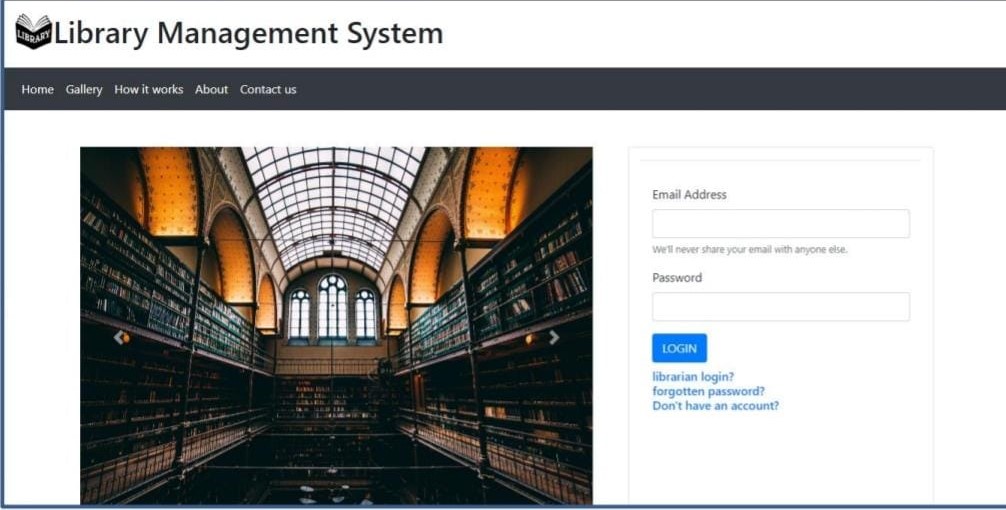 LIBRARY
Library Management System
Home Gallery How it works About Contact us
Email Address
We'll never share your email with anyone else.
Password
LOGIN
librarian login?
forgotten password?
Don't have an account?